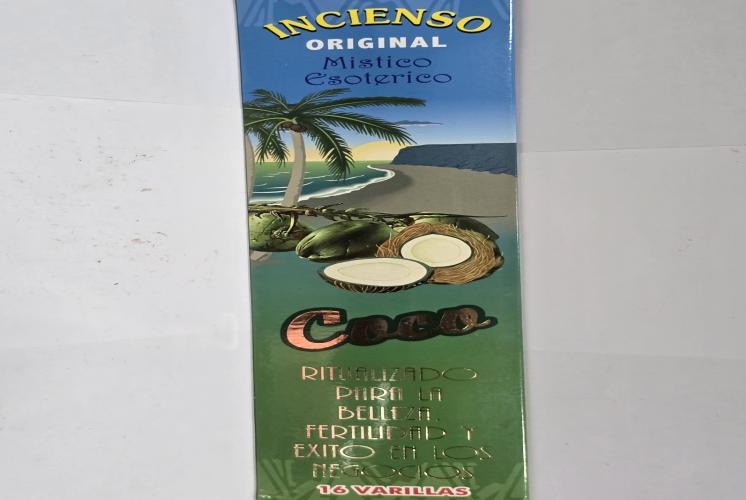 INCIENSO
ORIGINAL
Mistico
Esoterico
Coco
RITUALIZADO
PARA LA
BELLEZA,
FERTILIDAD Y
EXITO EN LOS
NEGOCIOS
16 VARILLAS